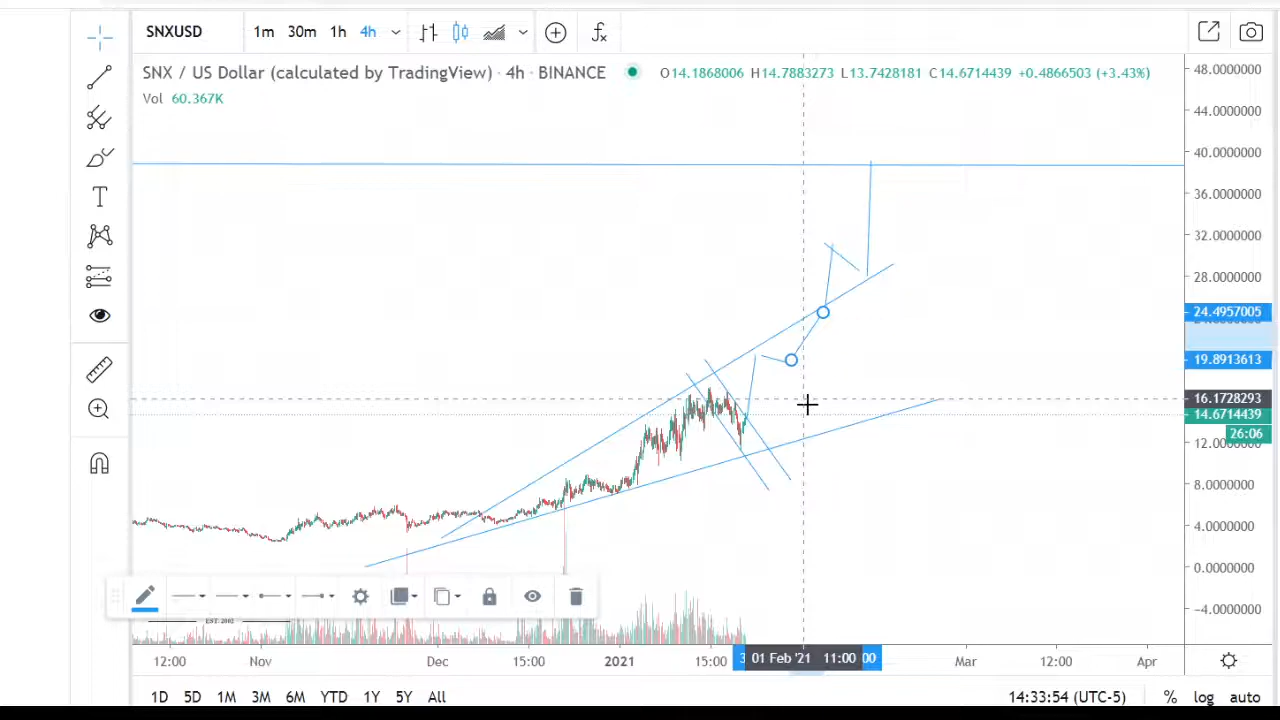 SNXUSD 1m 30m 1h 4h
SNX / US Dollar (calculated by TradingView) · 4h · BINANCE O14.1868006 H14.7883273 L13.7428181 C14.6714439 +0.4866503 (+3.43%)
Vol 60.367K
48.0000000
44.0000000
40.0000000
36.0000000
32.0000000
28.0000000
24.4957005
19.8913613
16.1728293
14.6714439
26:06
12.0000000
8.0000000
4.0000000
0.0000000
-4.0000000
EST. 2002
12:00 Nov Dec 15:00 2021 15:00 01 Feb '21 11:00 00 Mar 12:00 Apr
1D 5D 1M 3M 6M YTD 1Y 5Y All 14:33:54 (UTC-5) % log auto